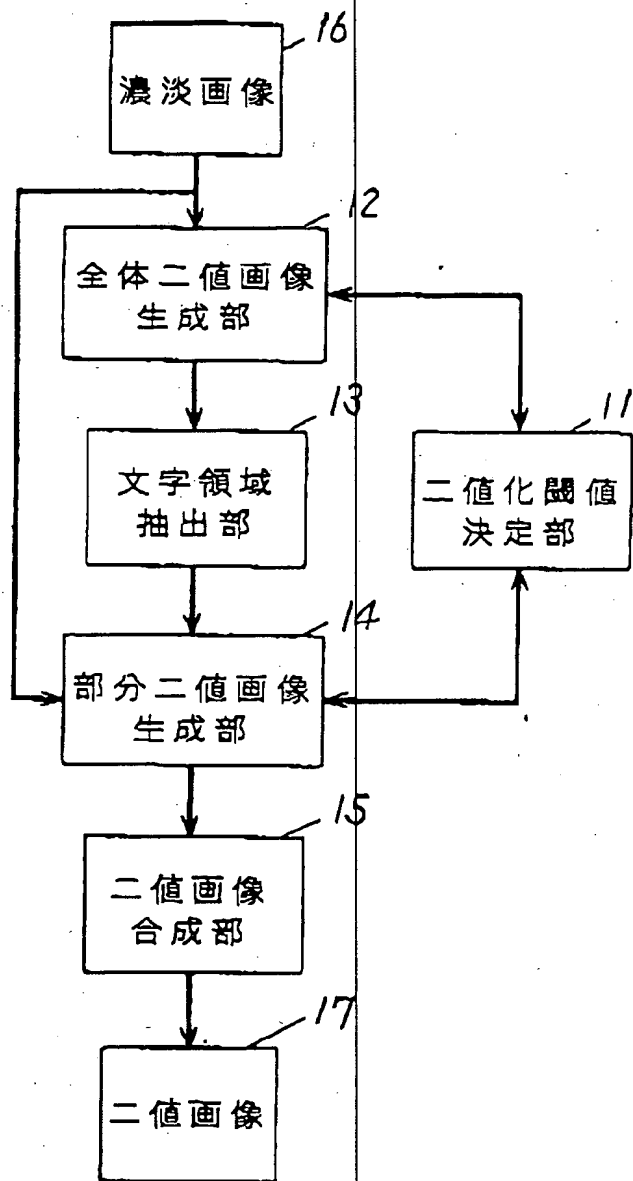 16
濃淡画像
12
全体二値画像
生成部
13
文字領域
抽出部
11
二値化閾値
決定部
14
部分二値画像
生成部
15
二値画像
合成部
17
二値画像